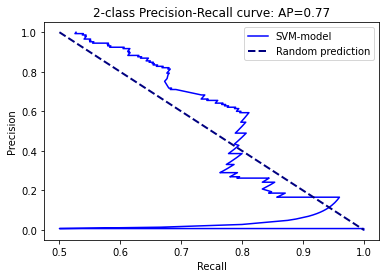 2-class Precision-Recall curve: AP=0.77
SVM-model
Random prediction
Precision
1.0
0.8
0.6
0.4
0.2
0.0
0.5 0.6 0.7 0.8 0.9 1.0
Recall